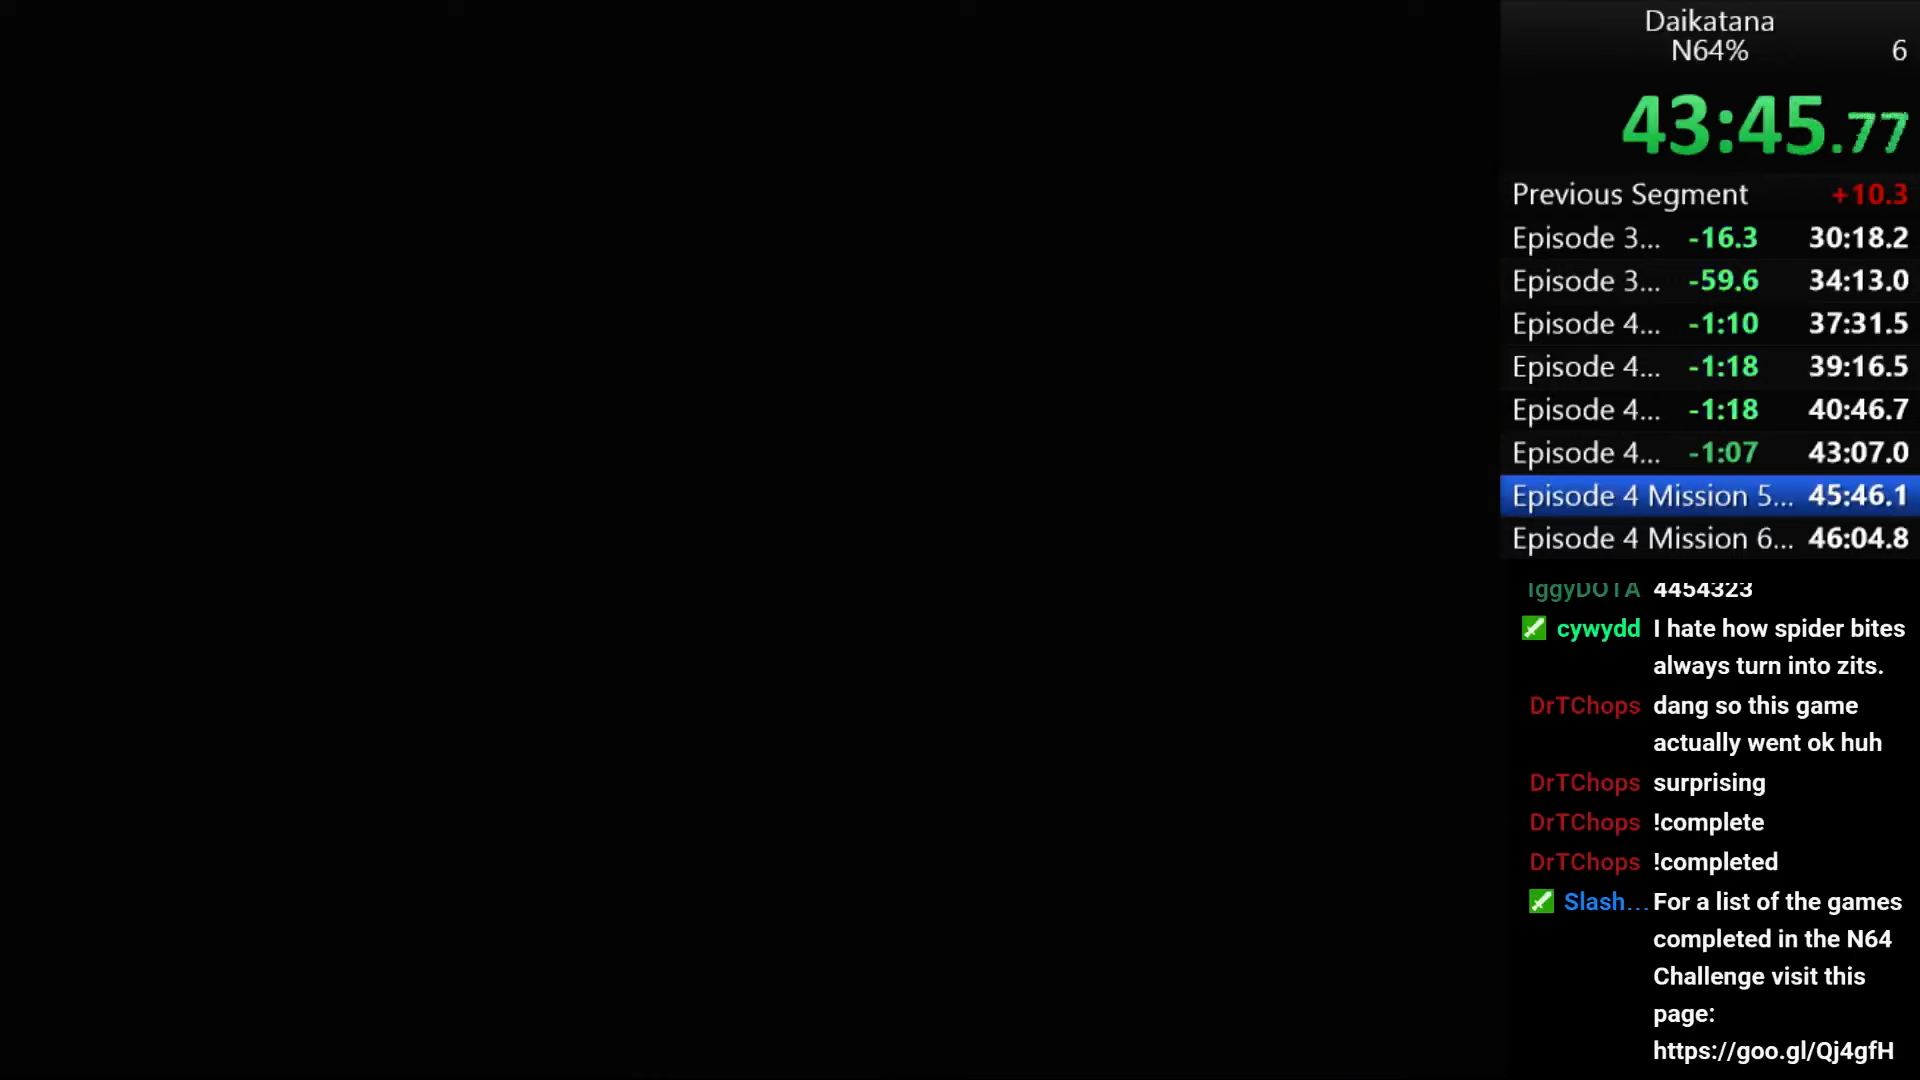 Daikatana
N64% 6
43:45.77
Previous Segment +10.3
Episode 3... -16.3 30:18.2
Episode 3... -59.6 34:13.0
Episode 4... -1:10 37:31.5
Episode 4... -1:18 39:16.5
Episode 4... -1:18 40:46.7
Episode 4... -1:07 43:07.0
Episode 4 Mission 5... 45:46.1
Episode 4 Mission 6... 46:04.8
IggyDOTA 4454323
cywydd I hate how spider bites
always turn into zits.
DrTChops dang so this game
actually went ok huh
DrTChops surprising
DrTChops !complete
DrTChops !completed
Slash... For a list of the games
completed in the N64
Challenge visit this
page:
https://goo.gl/Qj4gfH